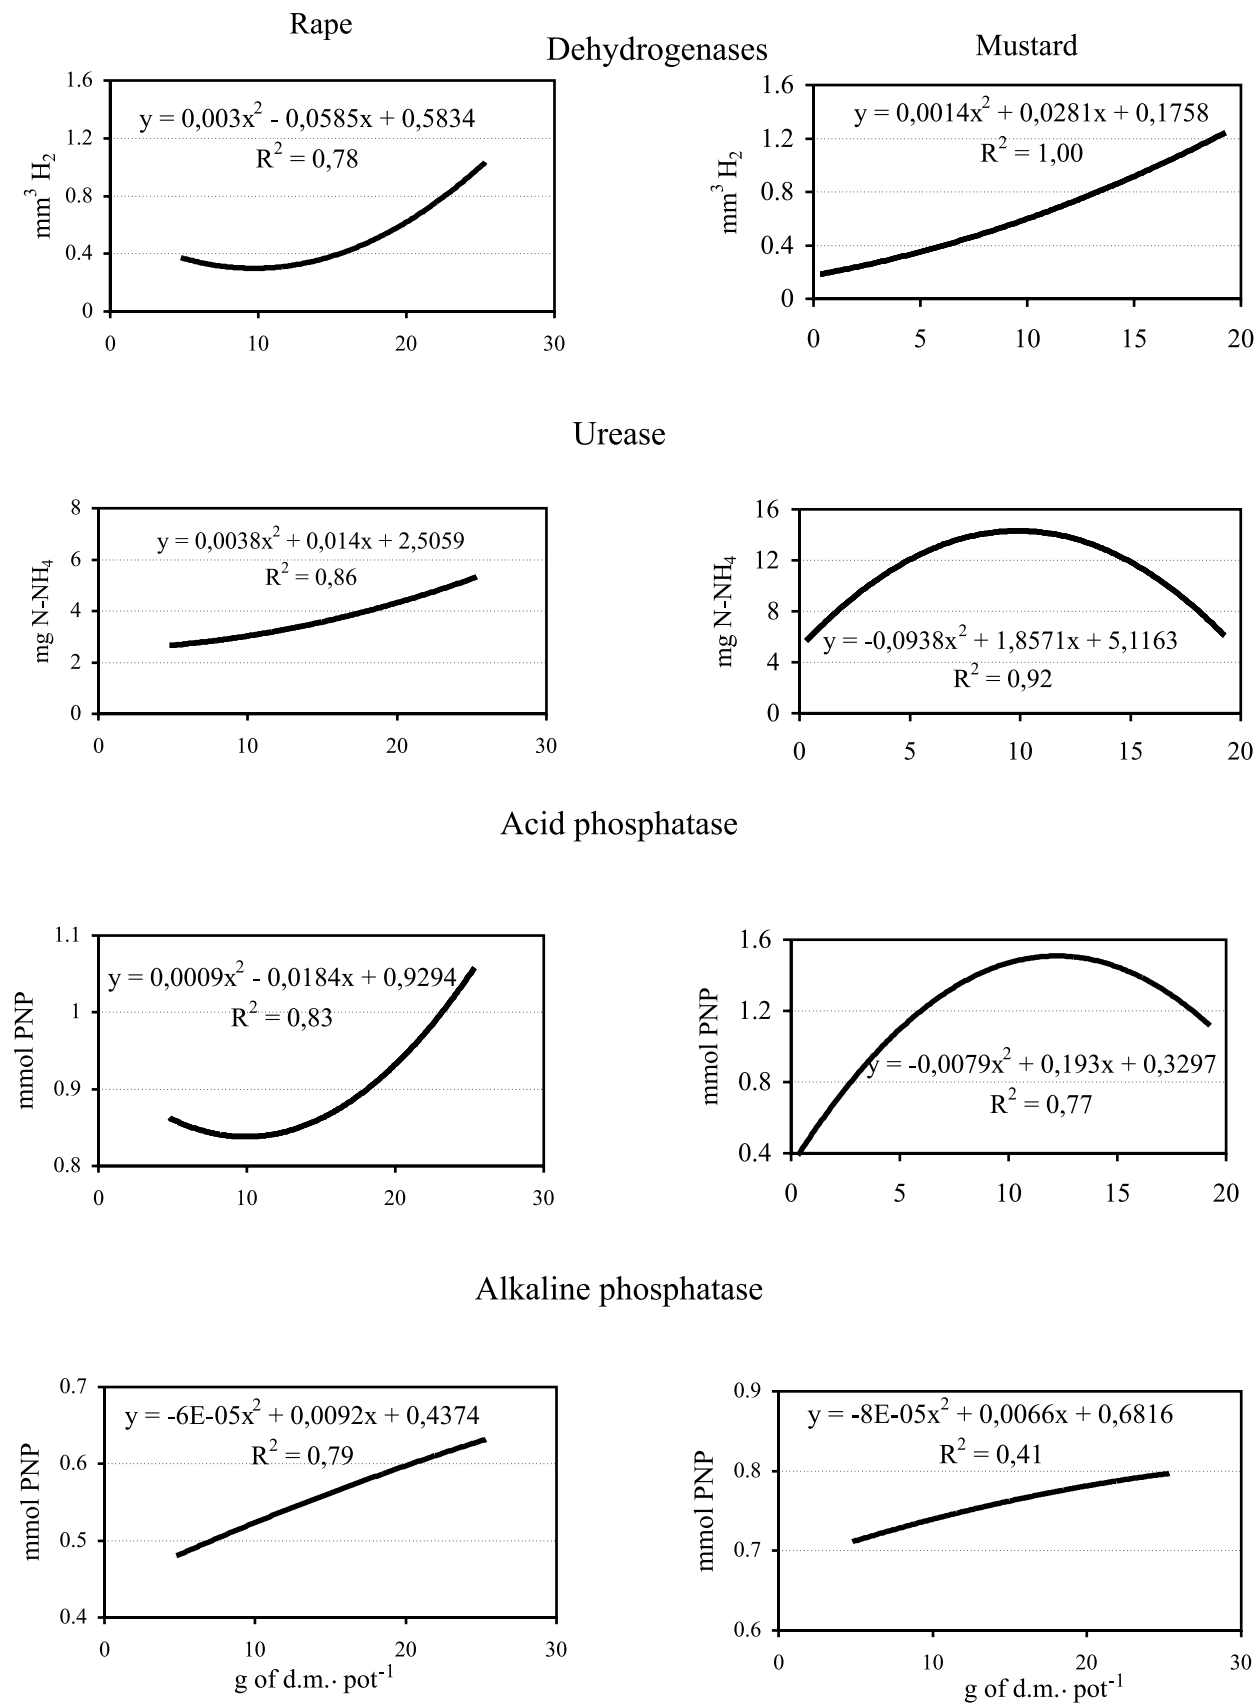 Rape
Dehydrogenases
Mustard
1.6
1.2
0.8
0.4
0
mm³ H₂
y = 0,003x² - 0,0585x + 0,5834
R² = 0,78
0 10 20 30
1.6
1.2
0.8
0.4
0
mm³ H₂
y = 0,0014x² + 0,0281x + 0,1758
R² = 1,00
0 5 10 15 20
Urease
8
6
4
2
0
mg N-NH₄
y = 0,0038x² + 0,014x + 2,5059
R² = 0,86
0 10 20 30
16
12
8
4
0
mg N-NH₄
y = -0,0938x² + 1,8571x + 5,1163
R² = 0,92
0 5 10 15 20
Acid phosphatase
1.1
1
0.9
0.8
mmol PNP
y = 0,0009x² - 0,0184x + 0,9294
R² = 0,83
0 10 20 30
1.6
1.2
0.8
0.4
mmol PNP
y = -0,0079x² + 0,193x + 0,3297
R² = 0,77
0 5 10 15 20
Alkaline phosphatase
0.7
0.6
0.5
0.4
mmol PNP
y = -6E-05x² + 0,0092x + 0,4374
R² = 0,79
0 10 20 30
g of d.m.· pot⁻¹
0.9
0.8
0.7
0.6
mmol PNP
y = -8E-05x² + 0,0066x + 0,6816
R² = 0,41
0 10 20 30
g of d.m.· pot⁻¹